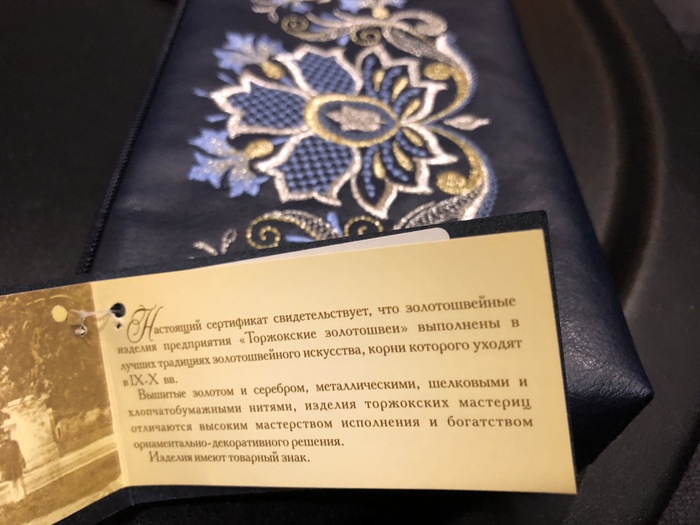 Настоящий сертификат свидетельствует, что золотошвейные
изделия предприятия «Торжокские золотошвеи» выполнены в
лучших традициях золотошвейного искусства, корни которого уходят
в IX-X вв.
Вышитые золотом и серебром, металлическими, шелковыми и
хлопчатобумажными нитями, изделия торжокских мастериц
отличаются высоким мастерством исполнения и богатством
орнаментально-декоративного решения.
Изделия имеют товарный знак.